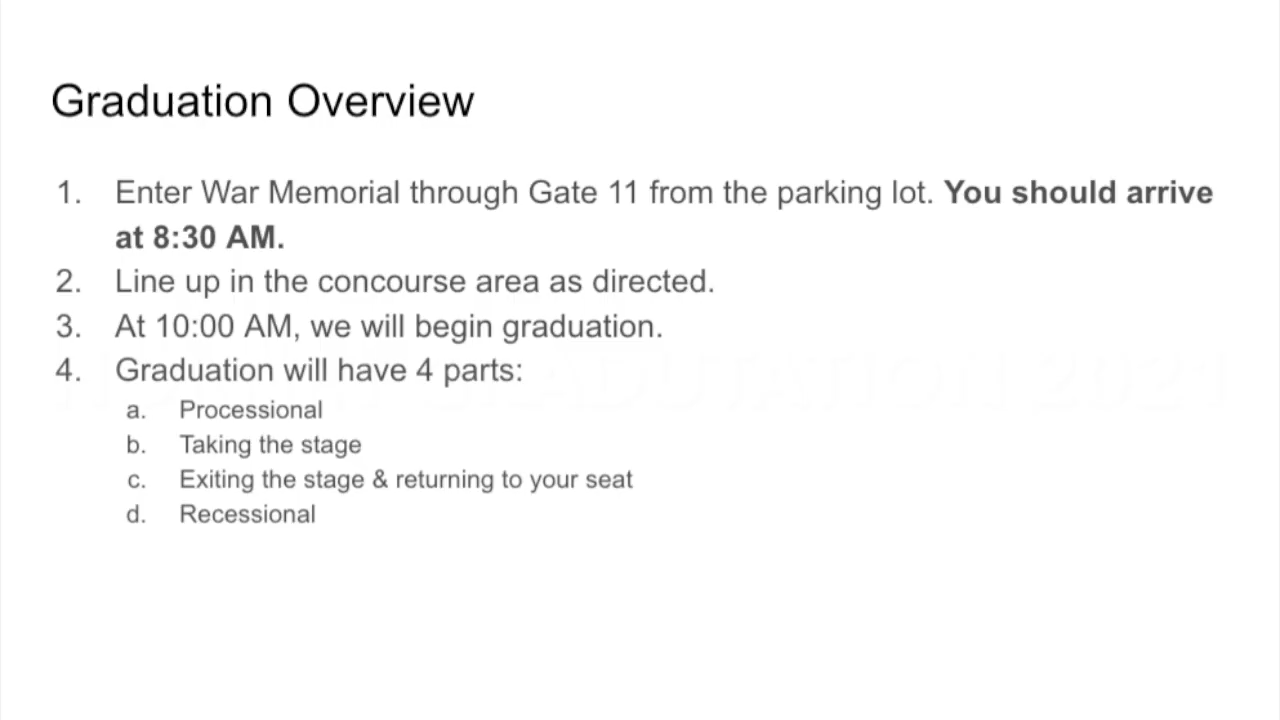 Graduation Overview
1. Enter War Memorial through Gate 11 from the parking lot. You should arrive
at 8:30 AM.
2. Line up in the concourse area as directed.
3. At 10:00 AM, we will begin graduation.
4. Graduation will have 4 parts:
a. Processional
b. Taking the stage
c. Exiting the stage & returning to your seat
d. Recessional